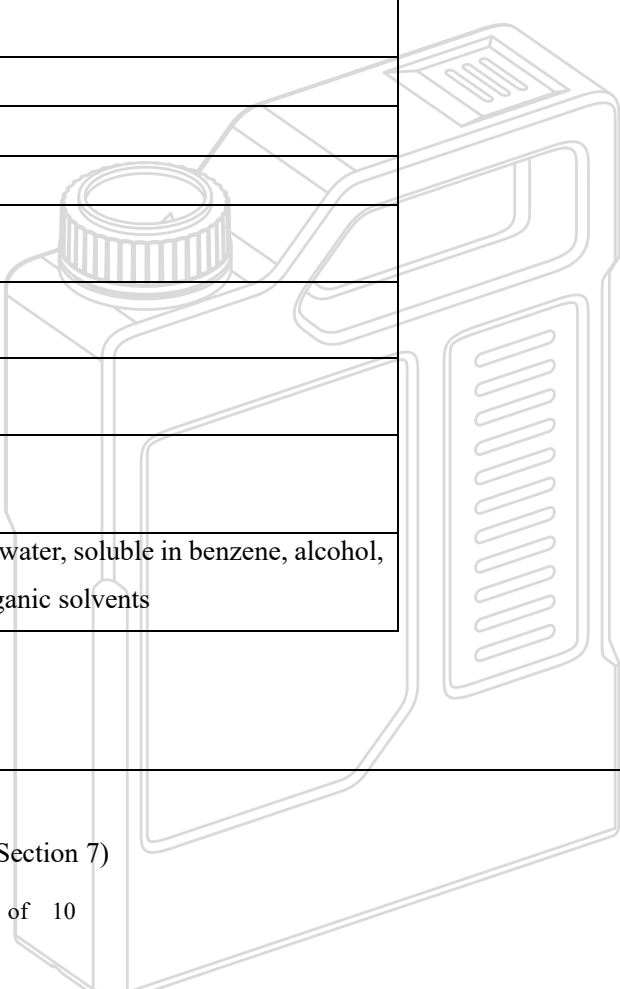 water, soluble in benzene, alcohol,
ganic solvents
Section 7)
of 10